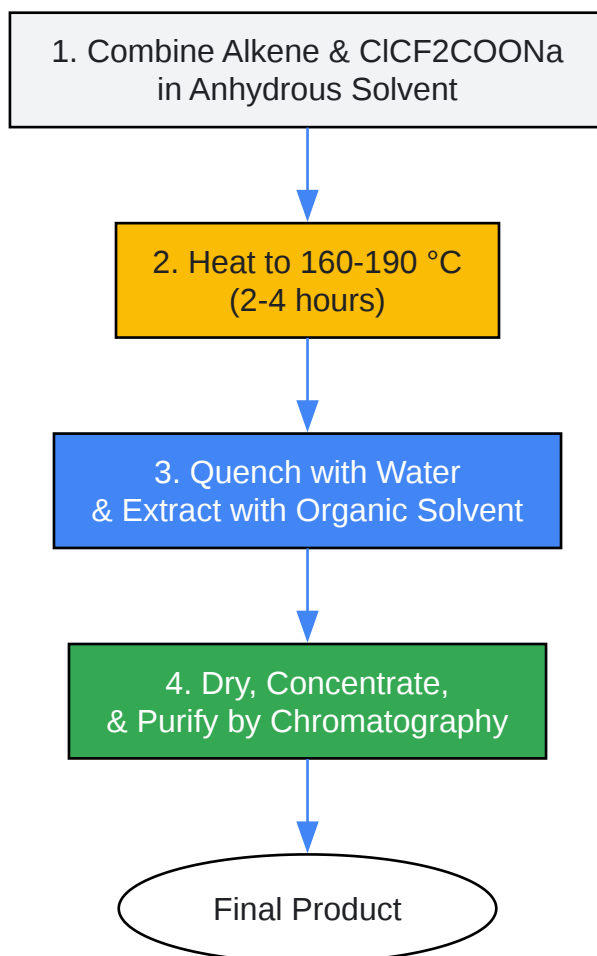 1. Combine Alkene & ClCF2COONa
in Anhydrous Solvent
2. Heat to 160-190 °C
(2-4 hours)
3. Quench with Water
& Extract with Organic Solvent
4. Dry, Concentrate,
& Purify by Chromatography
Final Product